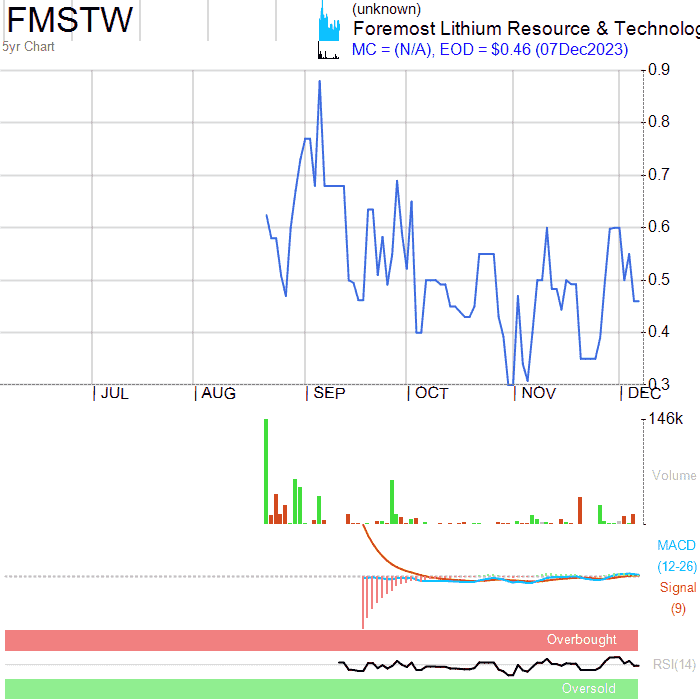 FMSTW
(unknown)
Foremost Lithium Resource & Technolog
5yr Chart
MC = (N/A), EOD = $0.46 (07Dec2023)
0.9
0.8
0.7
0.6
0.5
0.4
0.3
JUL AUG SEP OCT NOV DEC
146k
Volume
MACD
(12-26)
Signal
(9)
Overbought
RSI(14)
Oversold